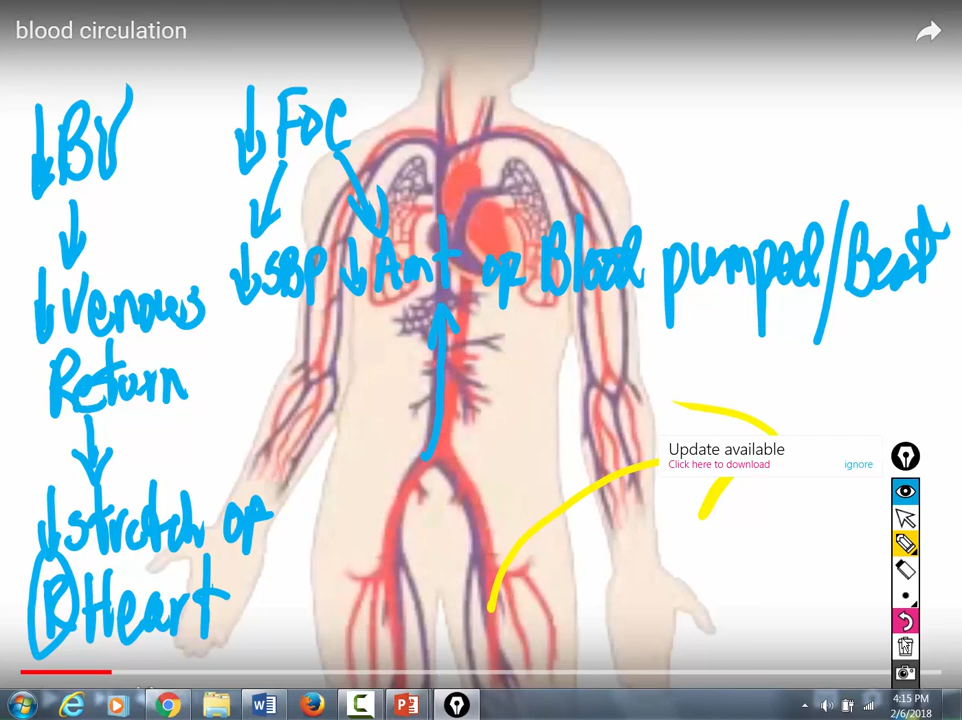 blood circulation
↓BV
↓
↓Venous
Return
↓
↓stretch of
R Heart
↓FOC
↓SBP ↓Amt of Blood pumped/Beat
Update available
Click here to download
ignore
4:15 PM
2/6/2018